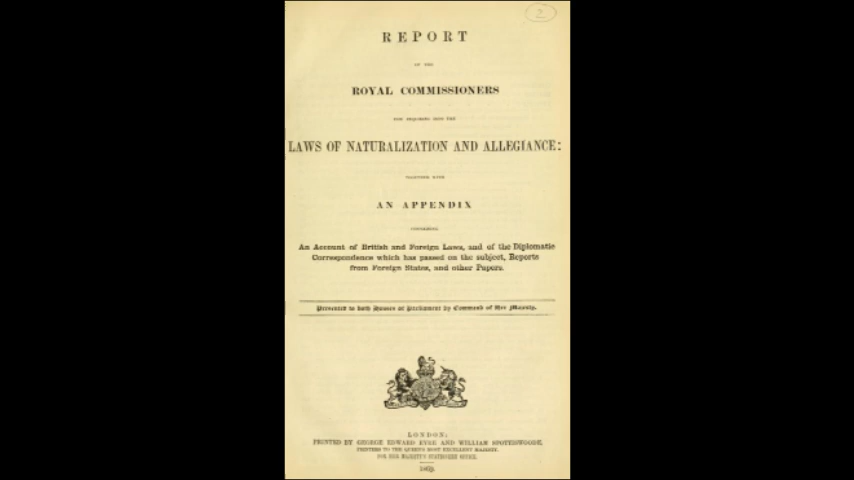 2
REPORT
OF THE
ROYAL COMMISSIONERS
FOR INQUIRING INTO THE
LAWS OF NATURALIZATION AND ALLEGIANCE:
TOGETHER WITH
AN APPENDIX
CONTAINING
An Account of British and Foreign Laws, and of the Diplomatic
Correspondence which has passed on the subject, Reports
from Foreign States, and other Papers.
Presented to both Houses of Parliament by Command of Her Majesty.
LONDON:
PRINTED BY GEORGE EDWARD EYRE AND WILLIAM SPOTTISWOODE,
PRINTERS TO THE QUEEN'S MOST EXCELLENT MAJESTY.
FOR HER MAJESTY'S STATIONERY OFFICE.